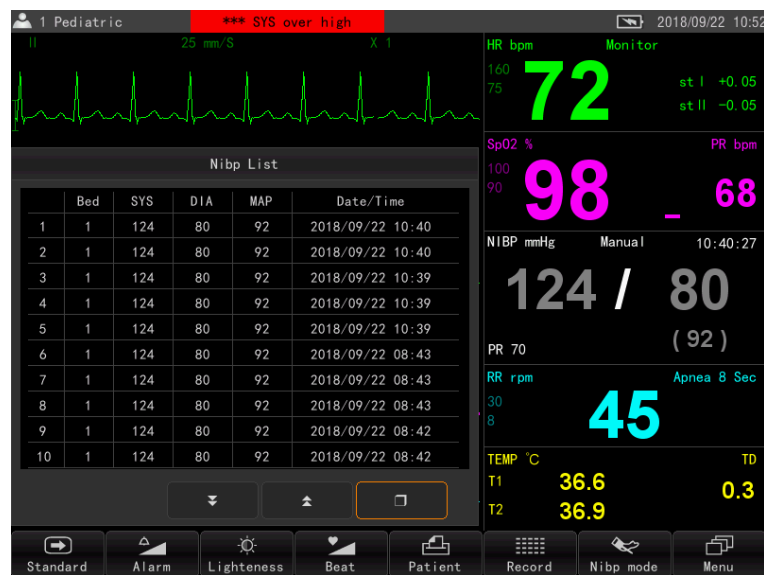 1 Pediatric *** SYS over high 2018/09/22 10:52
II 25 mm/S X 1
HR bpm Monitor
160
75
72
st I +0.05
st II -0.05
SpO2 % PR bpm
100
90
98
68
Nibp List
Bed SYS DIA MAP Date/Time
1 1 124 80 92 2018/09/22 10:40
2 1 124 80 92 2018/09/22 10:40
3 1 124 80 92 2018/09/22 10:39
4 1 124 80 92 2018/09/22 10:39
5 1 124 80 92 2018/09/22 10:39
6 1 124 80 92 2018/09/22 08:43
7 1 124 80 92 2018/09/22 08:43
8 1 124 80 92 2018/09/22 08:43
9 1 124 80 92 2018/09/22 08:42
10 1 124 80 92 2018/09/22 08:42
NIBP mmHg Manual 10:40:27
124 / 80
(92)
PR 70
RR rpm Apnea 8 Sec
30
8
45
TEMP °C TD
T1 36.6
0.3
T2 36.9
Standard Alarm Lighteness Beat Patient Record Nibp mode Menu